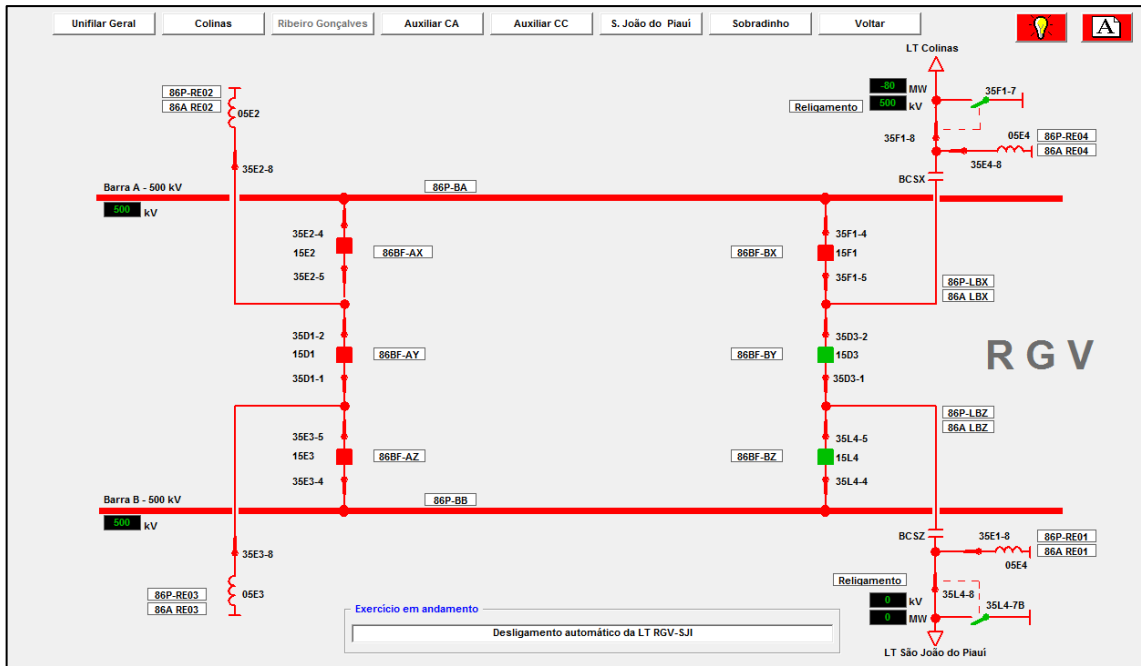 Unifilar Geral
Colinas
Ribeiro Gonçalves
Auxiliar CA
Auxiliar CC
S. João do Piauí
Sobradinho
Voltar
A
LT Colinas
-80 MW
Religamento 500 kV
35F1-7
35F1-8
05E4
86P-RE04
86A RE04
35E4-8
BCSX
86P-RE02
86A RE02
05E2
35E2-8
Barra A - 500 kV
500 kV
86P-BA
35E2-4
15E2
86BF-AX
35E2-5
35F1-4
86BF-BX
15F1
35F1-5
86P-LBX
86A LBX
35D1-2
15D1
86BF-AY
35D1-1
35D3-2
86BF-BY
15D3
35D3-1
R G V
86P-LBZ
86A LBZ
35E3-5
15E3
86BF-AZ
35E3-4
35L4-5
86BF-BZ
15L4
35L4-4
Barra B - 500 kV
500 kV
86P-BB
BCSZ
35E1-8
86P-RE01
86A RE01
05E4
35E3-8
86P-RE03
86A RE03
05E3
Religamento
0 kV
0 MW
35L4-8
35L4-7B
LT São João do Piauí
Exercício em andamento
Desligamento automático da LT RGV-SJI